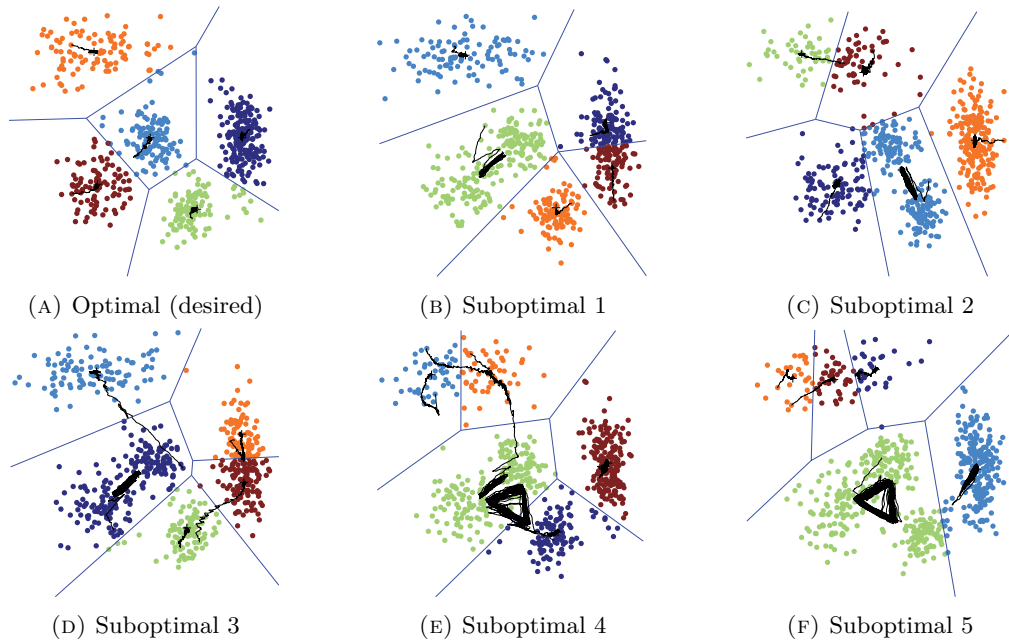 (A) Optimal (desired)
(B) Suboptimal 1
(C) Suboptimal 2
(D) Suboptimal 3
(E) Suboptimal 4
(F) Suboptimal 5